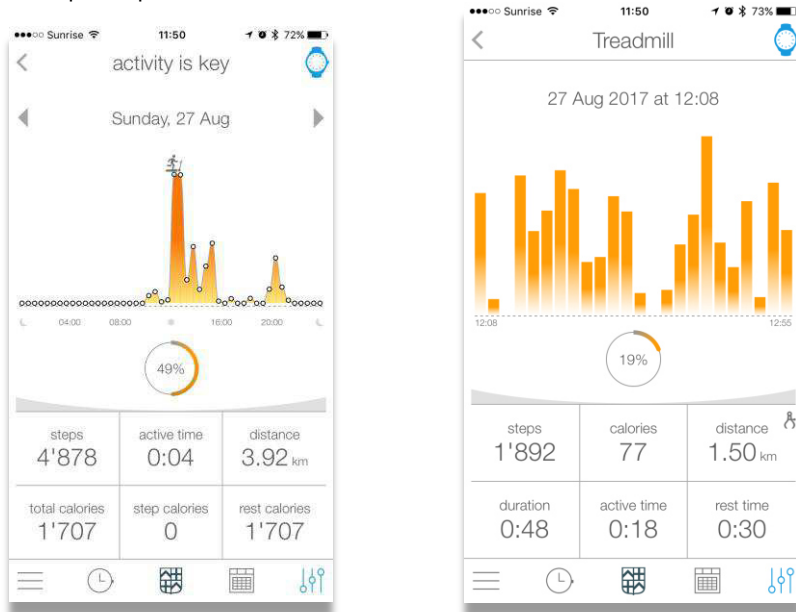 Sunrise 11:50 72%
activity is key
Sunday, 27 Aug
04:00 08:00 16:00 20:00
49%
steps active time distance
4'878 0:04 3.92 km
total calories step calories rest calories
1'707 0 1'707
Sunrise 11:50 73%
Treadmill
27 Aug 2017 at 12:08
12:08 12:55
19%
steps calories distance
1'892 77 1.50 km
duration active time rest time
0:48 0:18 0:30